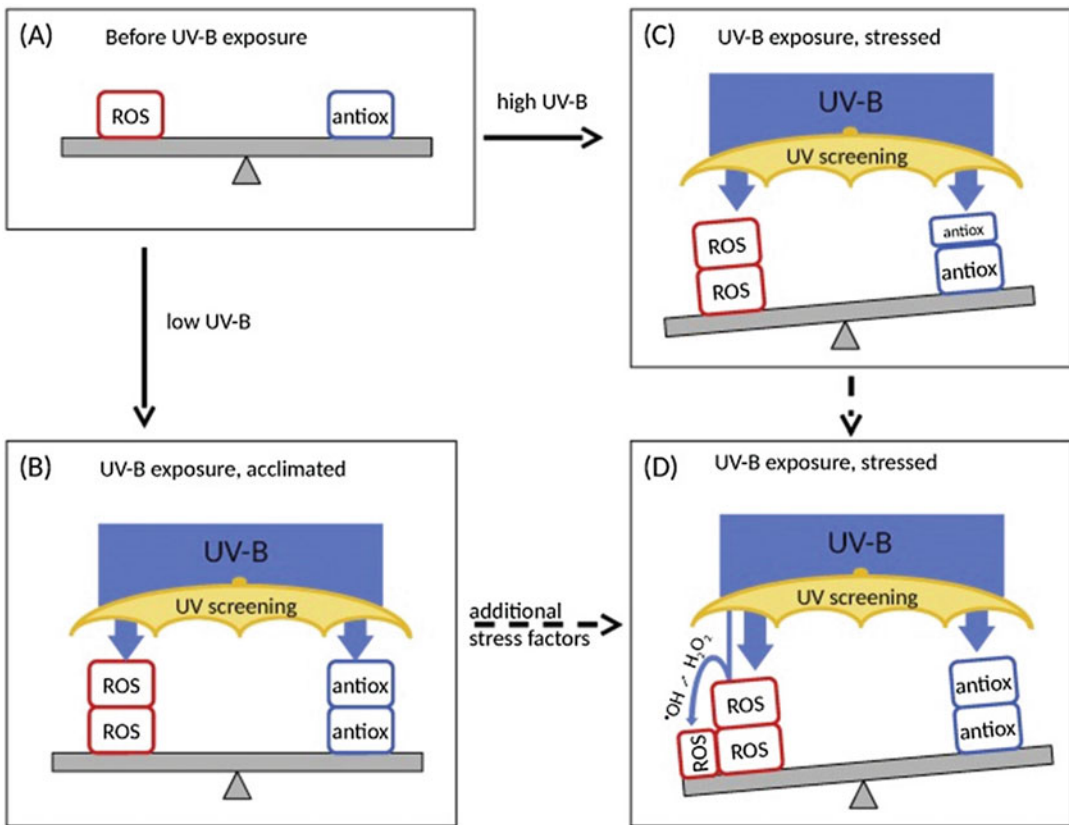 (A)
Before UV-B exposure
ROS
antiox
high UV-B
low UV-B
(C)
UV-B exposure, stressed
UV-B
UV screening
ROS
ROS
antiox
antiox
(B)
UV-B exposure, acclimated
UV-B
UV screening
ROS
ROS
antiox
antiox
additional
stress factors
(D)
UV-B exposure, stressed
UV-B
UV screening
•OH ← H₂O₂
ROS
ROS
ROS
antiox
antiox